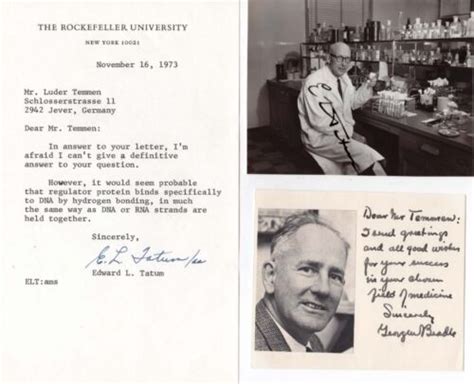 THE ROCKEFELLER UNIVERSITY
NEW YORK 10021
November 16, 1973
Mr. Luder Temmen
Schlosserstrasse 11
2942 Jever, Germany
Dear Mr. Temmen:
In answer to your letter, I'm
afraid I can't give a definitive
answer to your question.
However, it would seem probable
that regulator protein binds specifically
to DNA by hydrogen bonding, in much
the same way as DNA or RNA strands are
held together.
Sincerely,
E. L. Tatum
Edward L. Tatum
ELT:ams
Dear Mr Temmen:
I send greetings
and all good wishes
for your success
in your chosen
field of medicine
Sincerely
George Beadle